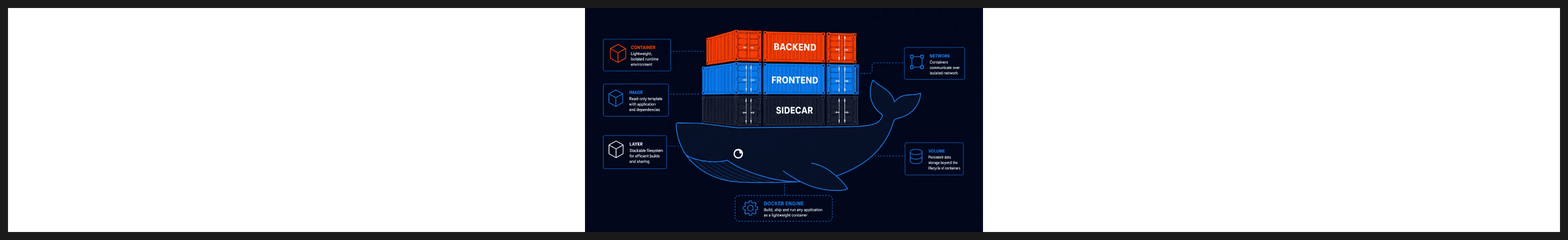 CONTAINER
Lightweight,
isolated runtime
environment
IMAGE
Read-only template
with application
and dependencies
LAYER
Stackable filesystem
for efficient builds
and sharing
BACKEND
FRONTEND
SIDECAR
NETWORK
Containers
communicate over
isolated network
VOLUME
Persistent data
storage beyond the
lifecycle of containers
DOCKER ENGINE
Build, ship and run any application
as a lightweight container